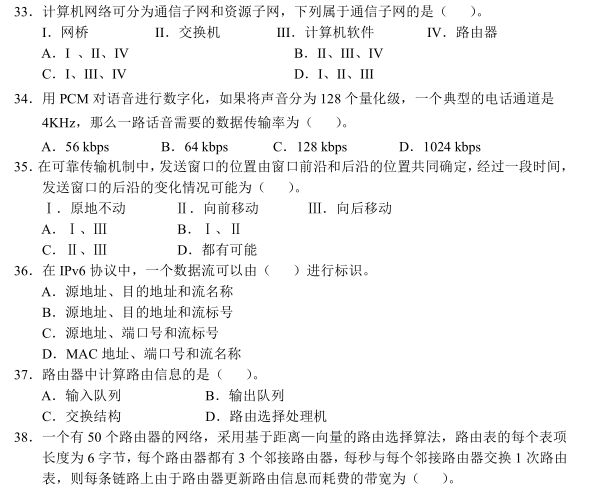 33．计算机网络可分为通信子网和资源子网，下列属于通信子网的是（　　）。
I．网桥　　II．交换机　　III．计算机软件　　IV．路由器
A．I 、II、IV　　B．II、III、IV
C．I、III、IV　　D．I、II、III
34．用 PCM 对语音进行数字化，如果将声音分为 128 个量化级，一个典型的电话通道是
4KHz，那么一路话音需要的数据传输率为（　　）。
A．56 kbps　　B．64 kbps　　C．128 kbps　　D．1024 kbps
35．在可靠传输机制中，发送窗口的位置由窗口前沿和后沿的位置共同确定，经过一段时间，
发送窗口的后沿的变化情况可能为（　　）。
Ⅰ．原地不动　　Ⅱ．向前移动　　Ⅲ．向后移动
A．Ⅰ、Ⅲ　　B．Ⅰ、Ⅱ
C．Ⅱ、Ⅲ　　D．都有可能
36．在 IPv6 协议中，一个数据流可以由（　　）进行标识。
A．源地址、目的地址和流名称
B．源地址、目的地址和流标号
C．源地址、端口号和流标号
D．MAC 地址、端口号和流名称
37．路由器中计算路由信息的是（　　）。
A．输入队列　　B．输出队列
C．交换结构　　D．路由选择处理机
38．一个有 50 个路由器的网络，采用基于距离—向量的路由选择算法，路由表的每个表项
长度为 6 字节，每个路由器都有 3 个邻接路由器，每秒与每个邻接路由器交换 1 次路由
表，则每条链路上由于路由器更新路由信息而耗费的带宽为（　　）。